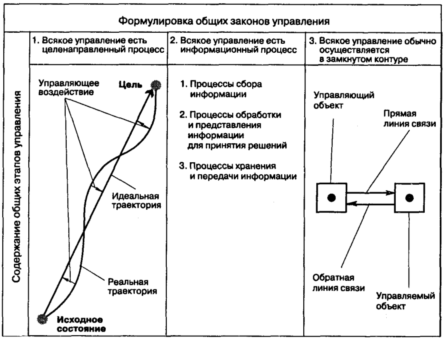 Формулировка общих законов управления
Содержание общих этапов управления
1. Всякое управление есть
целенаправленный процесс
Управляющее
воздействие
Цель
Идеальная
траектория
Реальная
траектория
Исходное
состояние
2. Всякое управление есть
информационный процесс
1. Процессы сбора
информации
2. Процессы обработки
и представления
информации
для принятия решений
3. Процессы хранения
и передачи информации
3. Всякое управление обычно
осуществляется
в замкнутом контуре
Управляющий
объект
Прямая
линия связи
Обратная
линия связи
Управляемый
объект